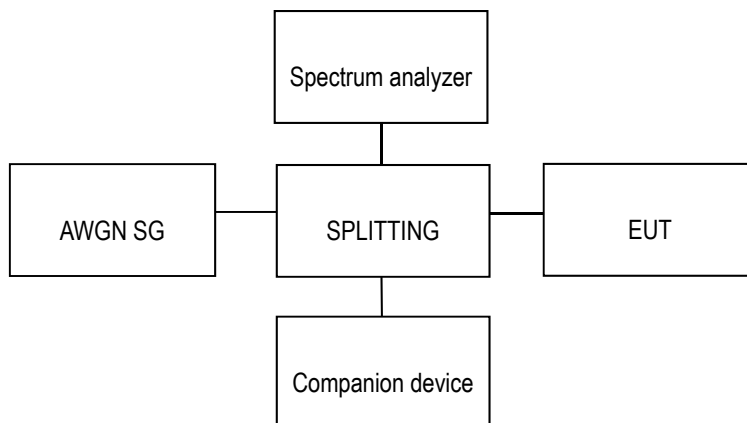 Spectrum analyzer
AWGN SG
SPLITTING
EUT
Companion device